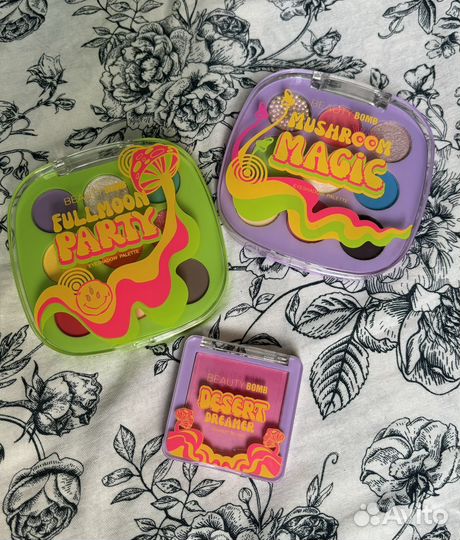 BEAUTY BOMB
FULLMOON
PARTY
EYESHADOW PALETTE
BEAUTY BOMB
MUSHROOM
MAGIC
EYESHADOW PALETTE
BEAUTY BOMB
DESERT
DREAMER
Avito